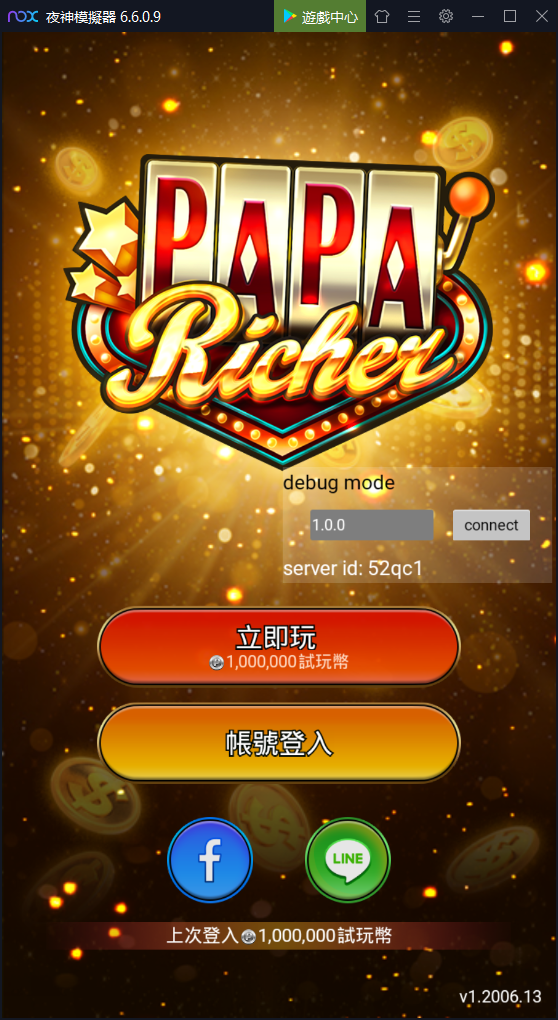 nox 夜神模擬器 6.6.0.9 遊戲中心
PAPA
Richer
debug mode
1.0.0 connect
server id: 52qc1
立即玩
1,000,000試玩幣
帳號登入
f LINE
上次登入1,000,000試玩幣
v1.2006.13